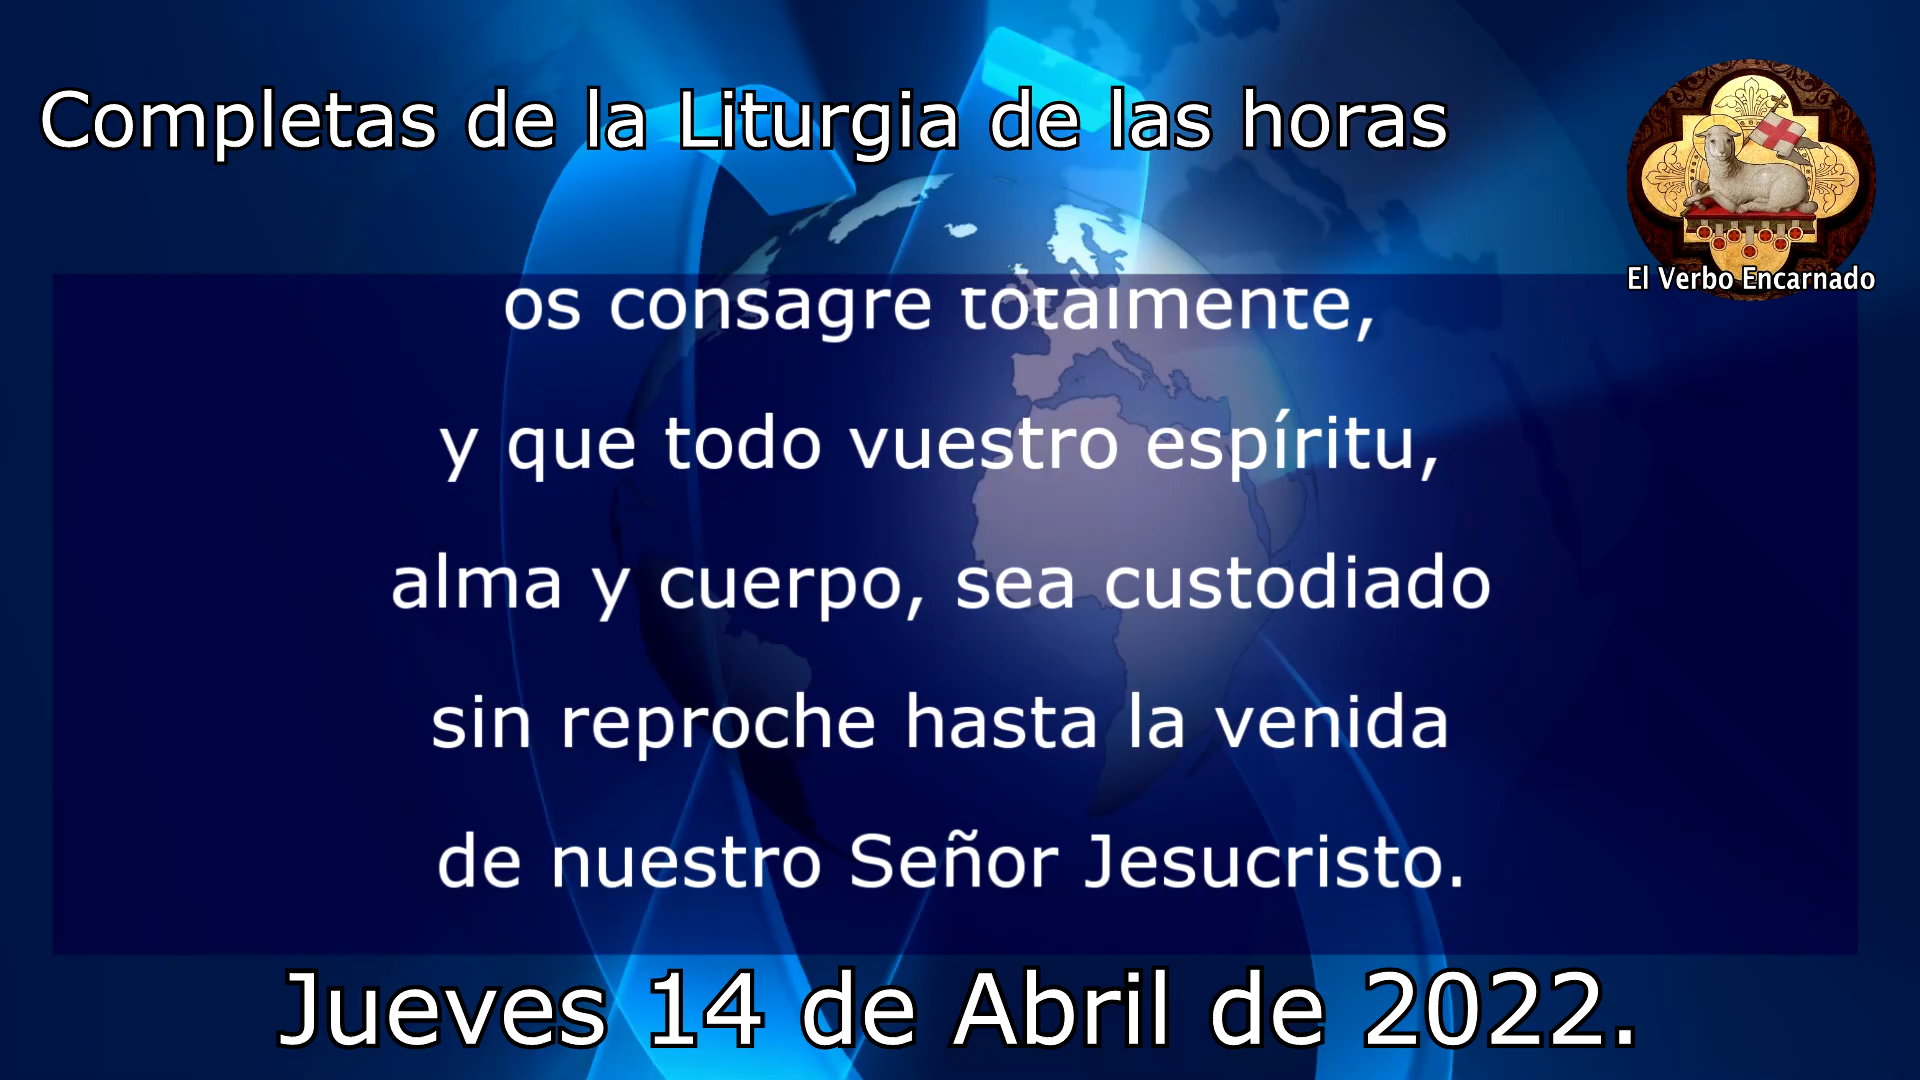 Completas de la Liturgia de las horas
El Verbo Encarnado
os consagre totalmente,
y que todo vuestro espíritu,
alma y cuerpo, sea custodiado
sin reproche hasta la venida
de nuestro Señor Jesucristo.
Jueves 14 de Abril de 2022.